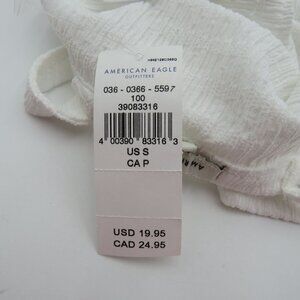 AMERICAN EAGLE
OUTFITTERS
036 - 0366 - 5597
100
39083316
4 00390 83316 3
US S
CA P
USD 19.95
CAD 24.95